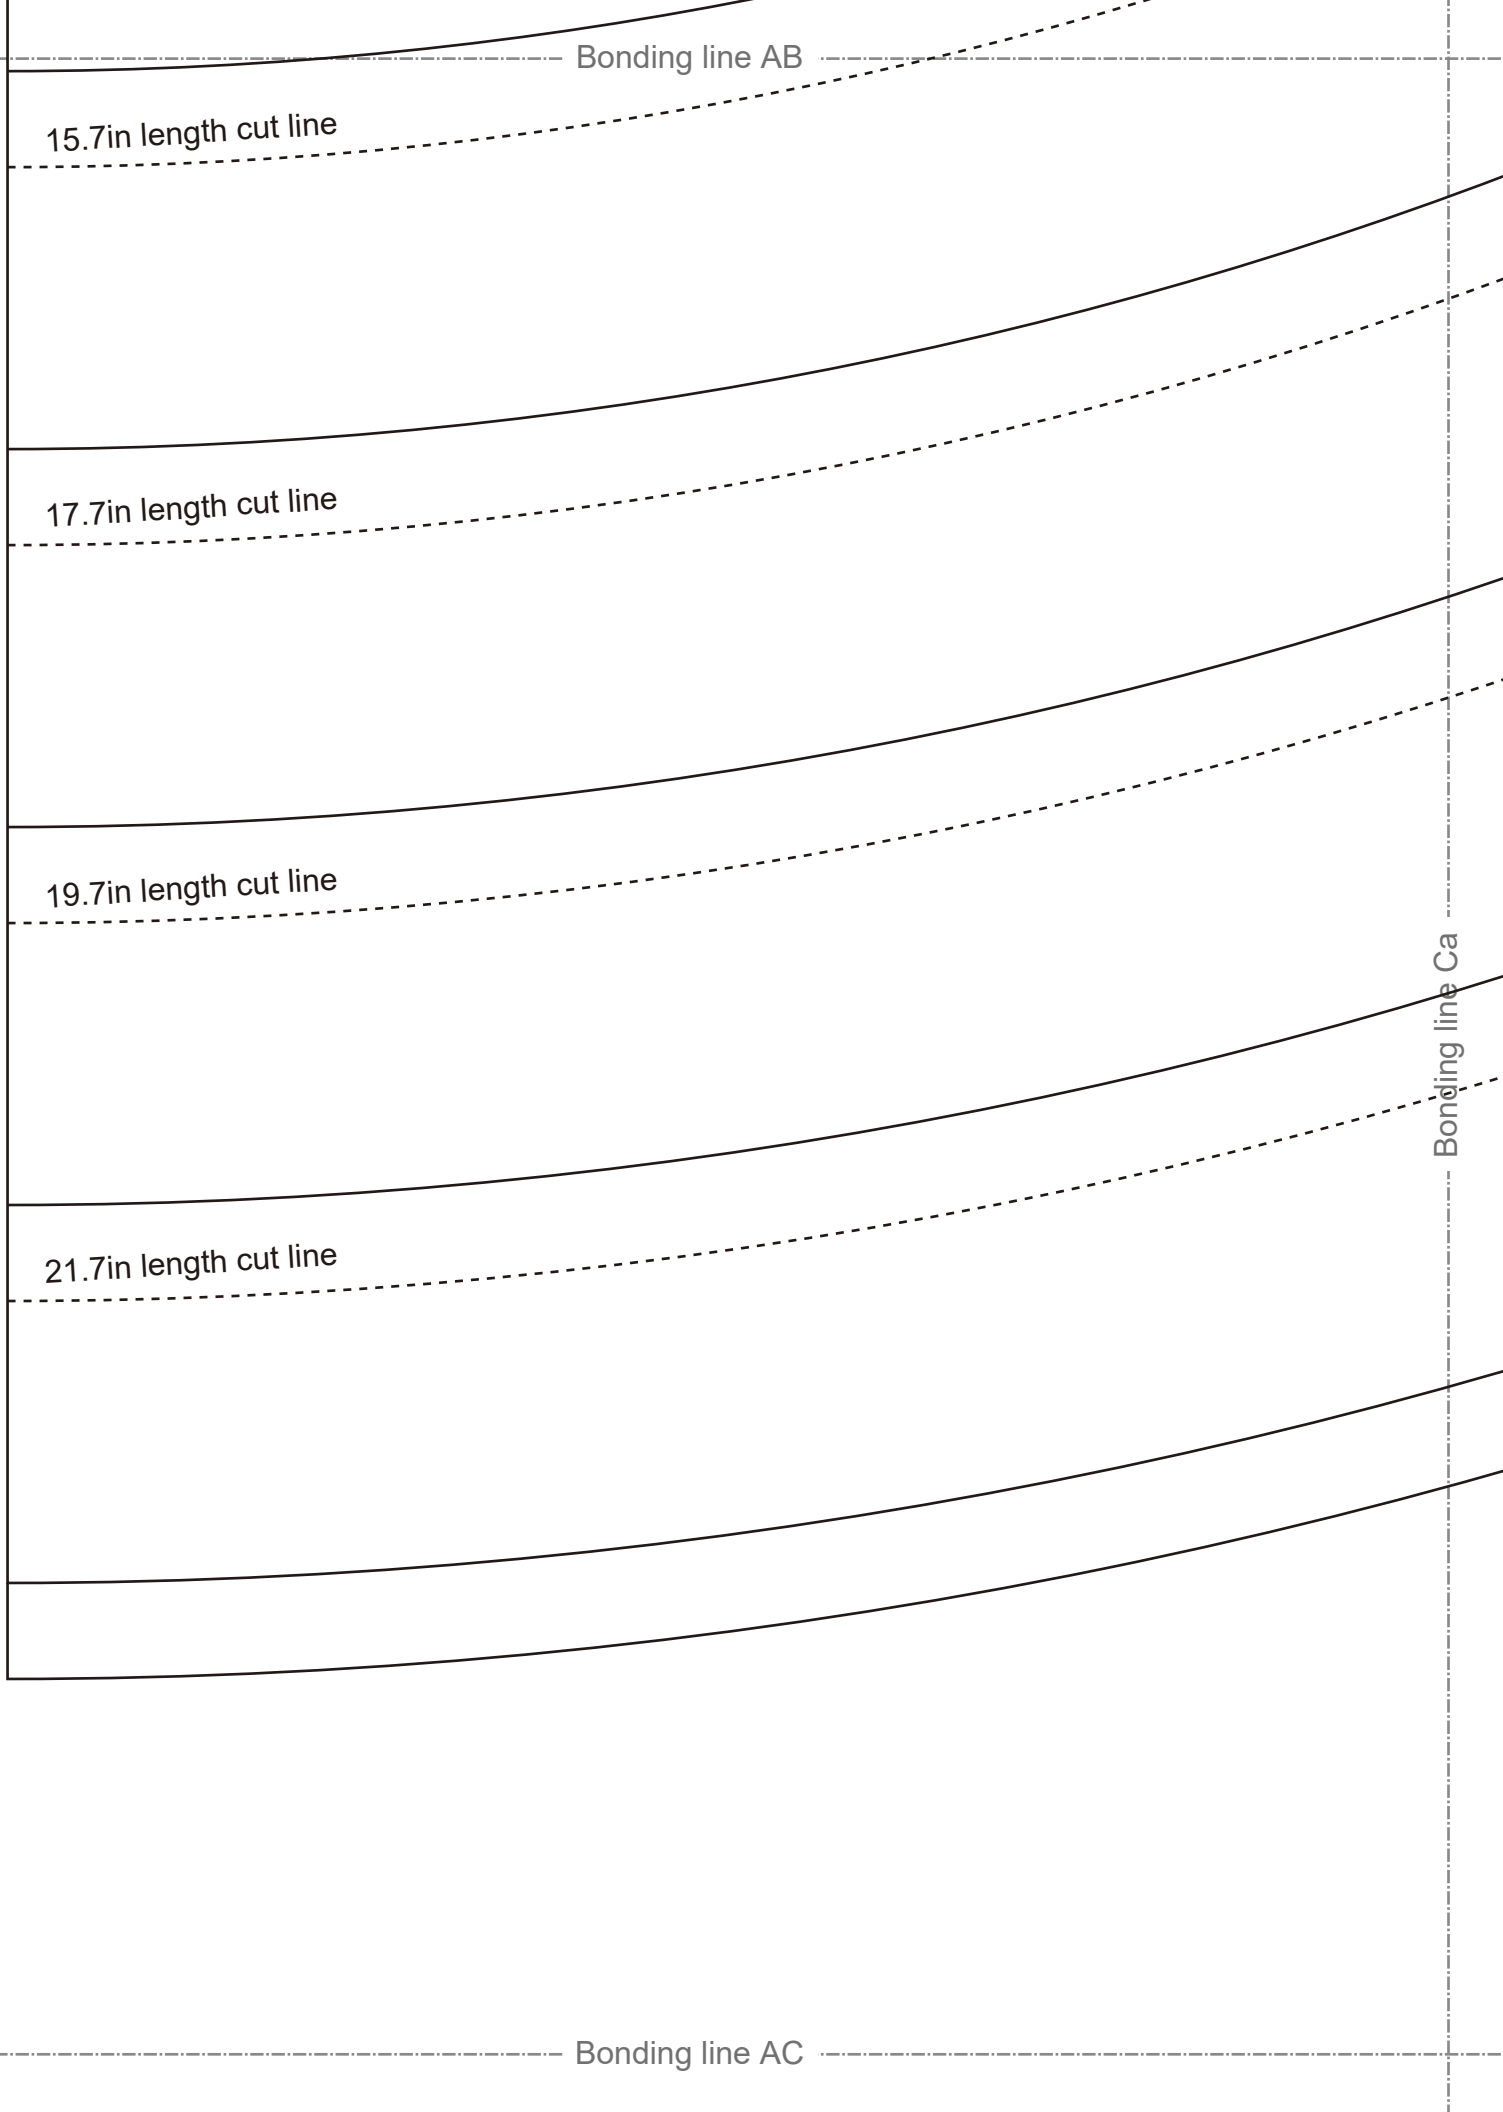 Bonding line AB
15.7in length cut line
17.7in length cut line
19.7in length cut line
Bonding line Ca
21.7in length cut line
Bonding line AC